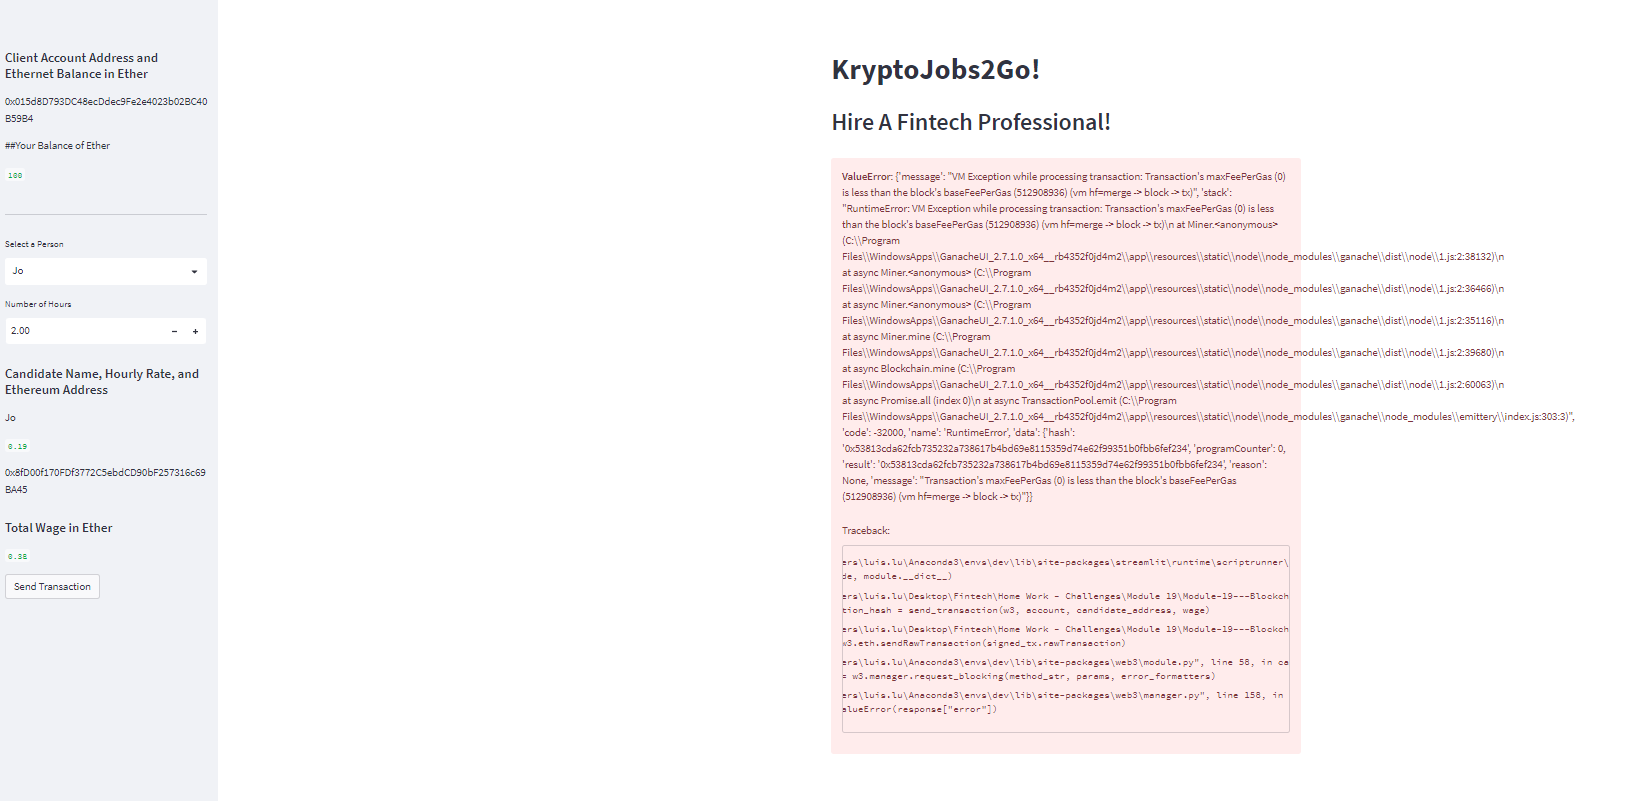 Client Account Address and
Ethernet Balance in Ether
0x015d8D793DC48ecDdec9Fe2e4023b02BC40
B59B4
##Your Balance of Ether
100
Select a Person
Jo
Number of Hours
2.00
Candidate Name, Hourly Rate, and
Ethereum Address
Jo
0.19
0x8fD00f170FDf3772C5ebdCD90bF257316c69
BA45
Total Wage in Ether
0.38
Send Transaction
KryptoJobs2Go!
Hire A Fintech Professional!
ValueError: {'message': "VM Exception while processing transaction: Transaction's maxFeePerGas (0)
is less than the block's baseFeePerGas (512908936) (vm hf=merge -> block -> tx)", 'stack':
"RuntimeError: VM Exception while processing transaction: Transaction's maxFeePerGas (0) is less
than the block's baseFeePerGas (512908936) (vm hf=merge -> block -> tx)\n at Miner.<anonymous>
(C:\\Program
Files\\WindowsApps\\GanacheUI_2.7.1.0_x64__rb4352f0jd4m2\\app\\resources\\static\\node\\node_modules\\ganache\\dist\\node\\1.js:2:38132)\n
at async Miner.<anonymous> (C:\\Program
Files\\WindowsApps\\GanacheUI_2.7.1.0_x64__rb4352f0jd4m2\\app\\resources\\static\\node\\node_modules\\ganache\\dist\\node\\1.js:2:36466)\n
at async Miner.<anonymous> (C:\\Program
Files\\WindowsApps\\GanacheUI_2.7.1.0_x64__rb4352f0jd4m2\\app\\resources\\static\\node\\node_modules\\ganache\\dist\\node\\1.js:2:35116)\n
at async Miner.mine (C:\\Program
Files\\WindowsApps\\GanacheUI_2.7.1.0_x64__rb4352f0jd4m2\\app\\resources\\static\\node\\node_modules\\ganache\\dist\\node\\1.js:2:39680)\n
at async Blockchain.mine (C:\\Program
Files\\WindowsApps\\GanacheUI_2.7.1.0_x64__rb4352f0jd4m2\\app\\resources\\static\\node\\node_modules\\ganache\\dist\\node\\1.js:2:60063)\n
at async Promise.all (index 0)\n at async TransactionPool.emit (C:\\Program
Files\\WindowsApps\\GanacheUI_2.7.1.0_x64__rb4352f0jd4m2\\app\\resources\\static\\node\\node_modules\\ganache\\node_modules\\emittery\\index.js:303:3)",
'code': -32000, 'name': 'RuntimeError', 'data': {'hash':
'0x53813cda62fcb735232a738617b4bd69e8115359d74e62f99351b0fbb6fef234', 'programCounter': 0,
'result': '0x53813cda62fcb735232a738617b4bd69e8115359d74e62f99351b0fbb6fef234', 'reason':
None, 'message': "Transaction's maxFeePerGas (0) is less than the block's baseFeePerGas
(512908936) (vm hf=merge -> block -> tx)"}}
Traceback:
ers\luis.lu\Anaconda3\envs\dev\lib\site-packages\streamlit\runtime\scriptrunner\
de, module.__dict__)
ers\luis.lu\Desktop\Fintech\Home Work - Challenges\Module 19\Module-19---Blockch
tion_hash = send_transaction(w3, account, candidate_address, wage)
ers\luis.lu\Desktop\Fintech\Home Work - Challenges\Module 19\Module-19---Blockch
w3.eth.sendRawTransaction(signed_tx.rawTransaction)
ers\luis.lu\Anaconda3\envs\dev\lib\site-packages\web3\module.py", line 58, in ca
= w3.manager.request_blocking(method_str, params, error_formatters)
ers\luis.lu\Anaconda3\envs\dev\lib\site-packages\web3\manager.py", line 158, in
alueError(response["error"])